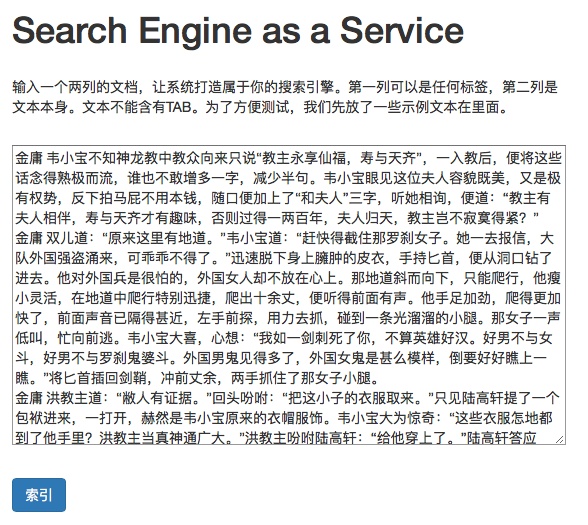 Search Engine as a Service
输入一个两列的文档，让系统打造属于你的搜索引擎。第一列可以是任何标签，第二列是
文本本身。文本不能含有TAB。为了方便测试，我们先放了一些示例文本在里面。
金庸 韦小宝不知神龙教中教众向来只说“教主永享仙福，寿与天齐”，一入教后，便将这些
话念得熟极而流，谁也不敢增多一字，减少半句。韦小宝眼见这位夫人容貌既美，又是极
有权势，反下拍马屁不用本钱，随口便加上了“和夫人”三字，听她相询，便道：“教主有
夫人相伴，寿与天齐才有趣味，否则过得一两百年，夫人归天，教主岂不寂寞得紧？”
金庸 双儿道：“原来这里有地道。”韦小宝道：“赶快得截住那罗刹女子。她一去报信，大
队外国强盗涌来，可乖乖不得了。”迅速脱下身上臃肿的皮衣，手持匕首，便从洞口钻了
进去。他对外国兵是很怕的，外国女人却不放在心上。那地道斜而向下，只能爬行，他瘦
小灵活，在地道中爬行特别迅捷，爬出十余丈，便听得前面有声。他手足加劲，爬得更加
快了，前面声音已隔得甚近，左手前探，用力去抓，碰到一条光溜溜的小腿。那女子一声
低叫，忙向前逃。韦小宝大喜，心想：“我如一剑刺死了你，不算英雄好汉。好男不与女
斗，好男不与罗刹鬼婆斗。外国男鬼见得多了，外国女鬼是甚么模样，倒要好好瞧上一
瞧。”将匕首插回剑鞘，冲前丈余，两手抓住了那女子小腿。
金庸 洪教主道：“敝人有证据。”回头吩咐：“把这小子的衣服取来。”只见陆高轩提了一个
包袱进来，一打开，赫然是韦小宝原来的衣帽服饰。韦小宝大为惊奇：“这些衣服怎地都
到了他手里？洪教主当真神通广大。”洪教主吩咐陆高轩：“给他穿上了。”陆高轩答应
索引